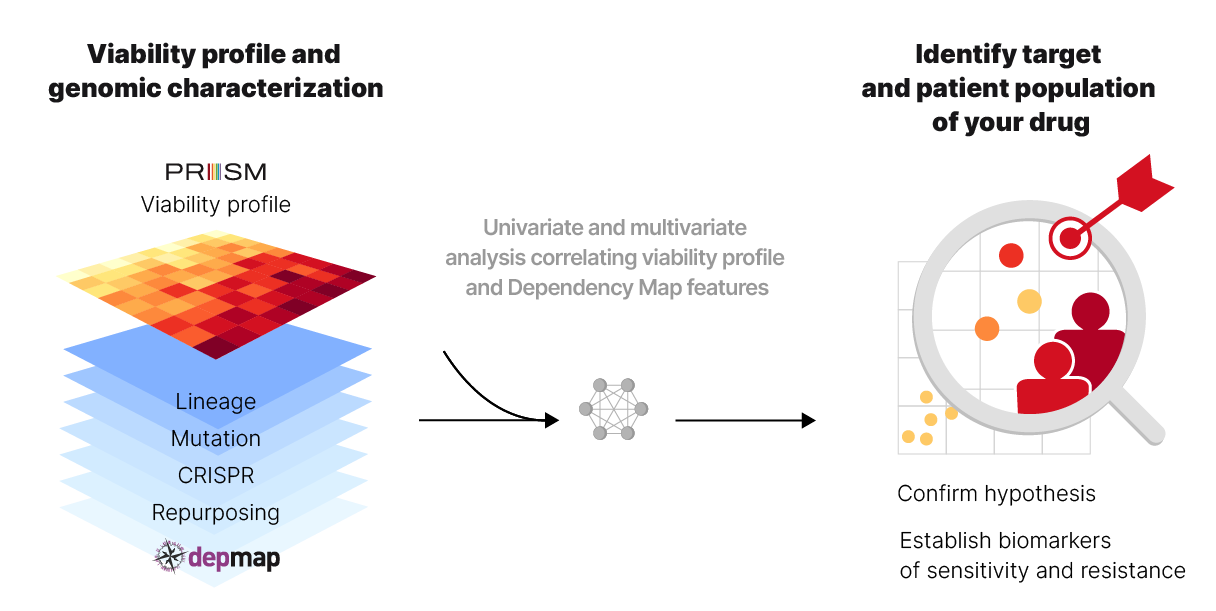 Viability profile and
genomic characterization
PRISM
Viability profile
Lineage
Mutation
CRISPR
Repurposing
depmap
Univariate and multivariate
analysis correlating viability profile
and Dependency Map features
Identify target
and patient population
of your drug
Confirm hypothesis
Establish biomarkers
of sensitivity and resistance